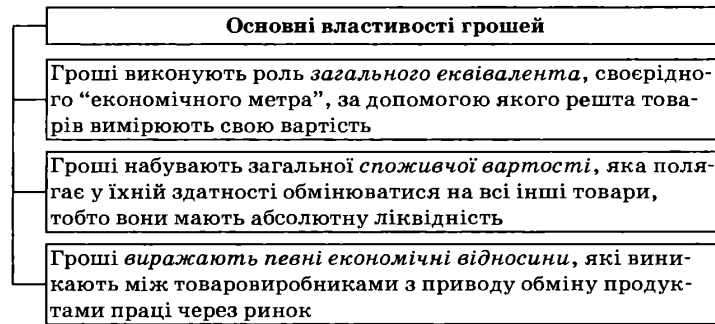 Основні властивості грошей
Гроші виконують роль загального еквівалента, своєрідно-
го “економічного метра”, за допомогою якого решта това-
рів вимірюють свою вартість
Гроші набувають загальної споживчої вартості, яка поля-
гає у їхній здатності обмінюватися на всі інші товари,
тобто вони мають абсолютну ліквідність
Гроші виражають певні економічні відносини, які вини-
кають між товаровиробниками з приводу обміну продук-
тами праці через ринок